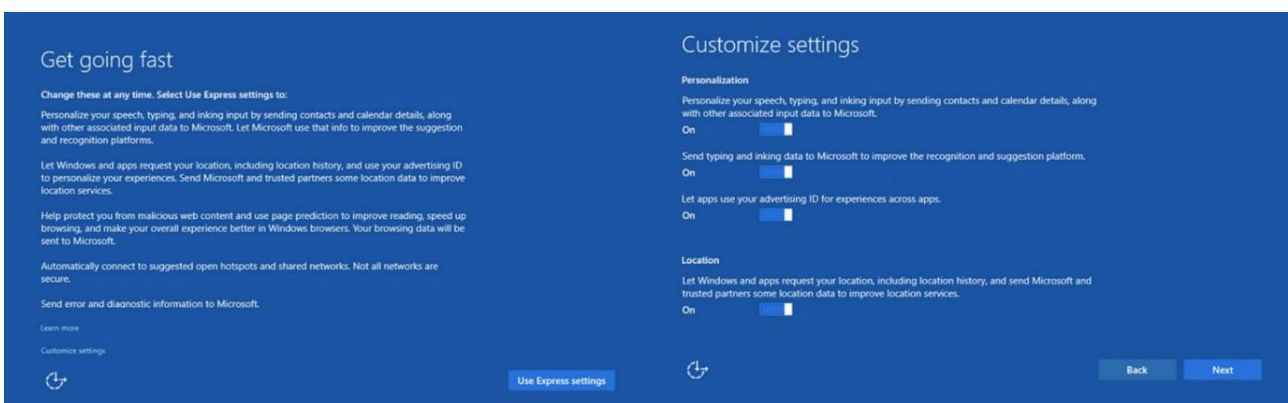 Get going fast
Change these at any time. Select Use Express settings to:
Personalize your speech, typing, and inking input by sending contacts and calendar details, along
with other associated input data to Microsoft. Let Microsoft use that info to improve the suggestion
and recognition platforms.
Let Windows and apps request your location, including location history, and use your advertising ID
to personalize your experiences. Send Microsoft and trusted partners some location data to improve
location services.
Help protect you from malicious web content and use page prediction to improve reading, speed up
browsing, and make your overall experience better in Windows browsers. Your browsing data will be
sent to Microsoft.
Automatically connect to suggested open hotspots and shared networks. Not all networks are
secure.
Send error and diagnostic information to Microsoft.
Learn more
Customize settings
Use Express settings
Customize settings
Personalization
Personalize your speech, typing, and inking input by sending contacts and calendar details, along
with other associated input data to Microsoft.
On
Send typing and inking data to Microsoft to improve the recognition and suggestion platform.
On
Let apps use your advertising ID for experiences across apps.
On
Location
Let Windows and apps request your location, including location history, and send Microsoft and
trusted partners some location data to improve location services.
On
Back
Next